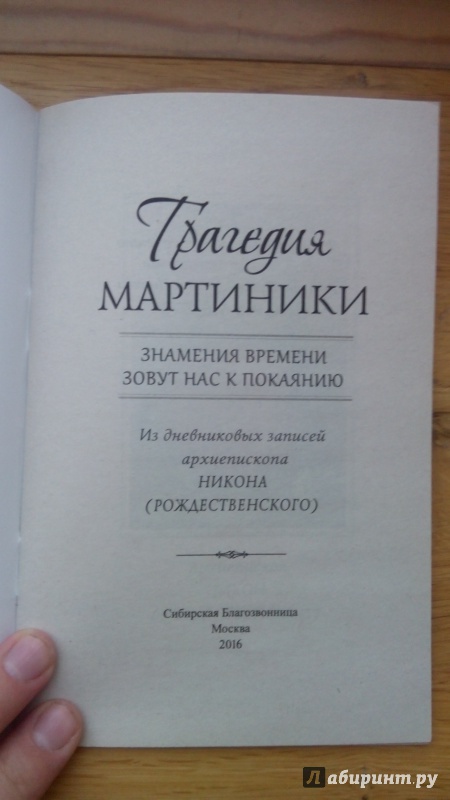 Трагедия
МАРТИНИКИ
ЗНАМЕНИЯ ВРЕМЕНИ
ЗОВУТ НАС К ПОКАЯНИЮ
Из дневниковых записей
архиепископа
НИКОНА
(РОЖДЕСТВЕНСКОГО)
Сибирская Благозвонница
Москва
2016
Лабиринт.ру